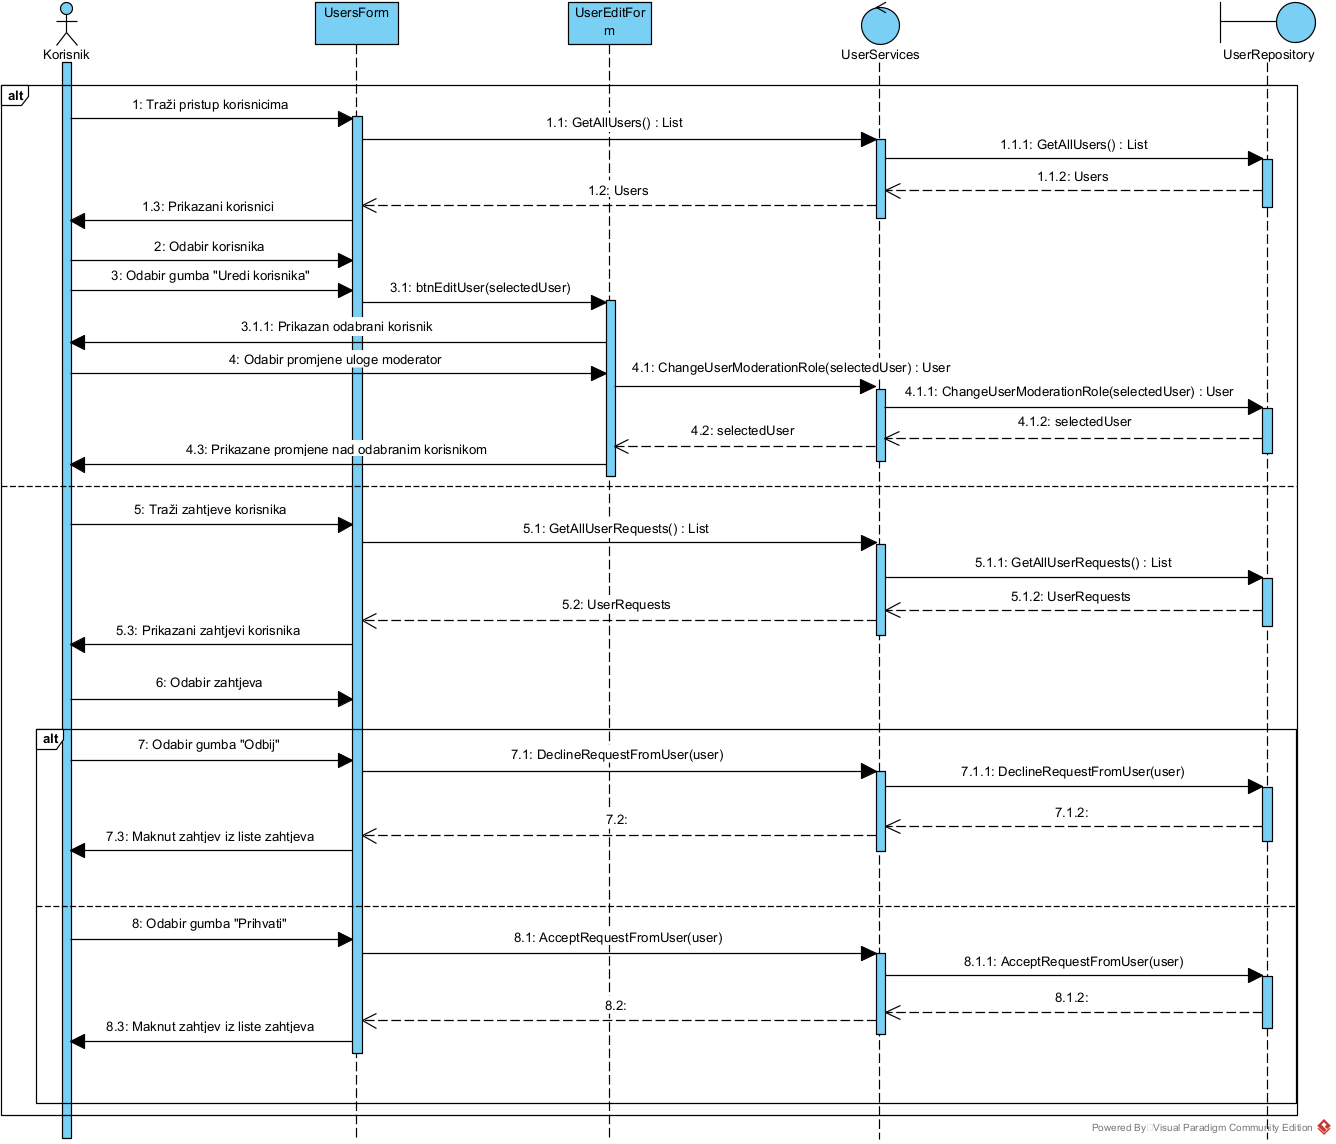 UsersForm
UserEditFor
m
Korisnik
UserServices
UserRepository
alt
1: Traži pristup korisnicima
1.1: GetAllUsers() : List
1.1.1: GetAllUsers() : List
1.1.2: Users
1.2: Users
1.3: Prikazani korisnici
2: Odabir korisnika
3: Odabir gumba "Uredi korisnika"
3.1: btnEditUser(selectedUser)
3.1.1: Prikazan odabrani korisnik
4: Odabir promjene uloge moderator
4.1: ChangeUserModerationRole(selectedUser) : User
4.1.1: ChangeUserModerationRole(selectedUser) : User
4.1.2: selectedUser
4.2: selectedUser
4.3: Prikazane promjene nad odabranim korisnikom
5: Traži zahtjeve korisnika
5.1: GetAllUserRequests() : List
5.1.1: GetAllUserRequests() : List
5.1.2: UserRequests
5.2: UserRequests
5.3: Prikazani zahtjevi korisnika
6: Odabir zahtjeva
alt
7: Odabir gumba "Odbij"
7.1: DeclineRequestFromUser(user)
7.1.1: DeclineRequestFromUser(user)
7.1.2:
7.2:
7.3: Maknut zahtjev iz liste zahtjeva
8: Odabir gumba "Prihvati"
8.1: AcceptRequestFromUser(user)
8.1.1: AcceptRequestFromUser(user)
8.1.2:
8.2:
8.3: Maknut zahtjev iz liste zahtjeva
Powered By Visual Paradigm Community Edition